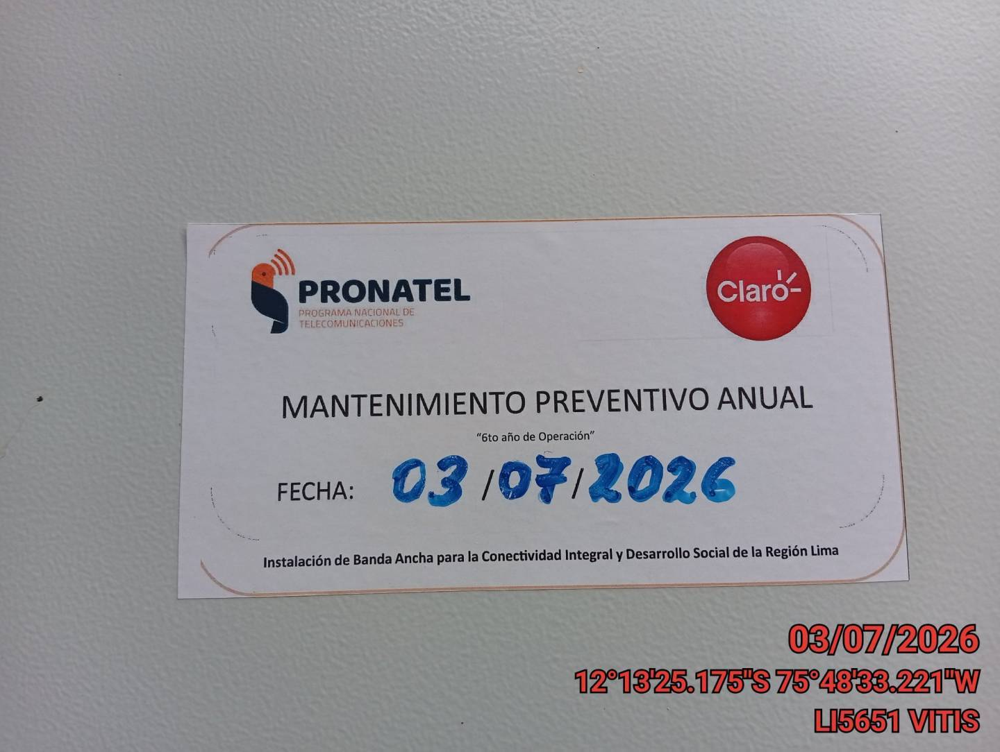 PRONATEL
PROGRAMA NACIONAL DE
TELECOMUNICACIONES
Claro
MANTENIMIENTO PREVENTIVO ANUAL
“6to año de Operación”
FECHA: 03/07/2026
Instalación de Banda Ancha para la Conectividad Integral y Desarrollo Social de la Región Lima
03/07/2026
12°13'25.175"S 75°48'33.221"W
LI5651 VITIS